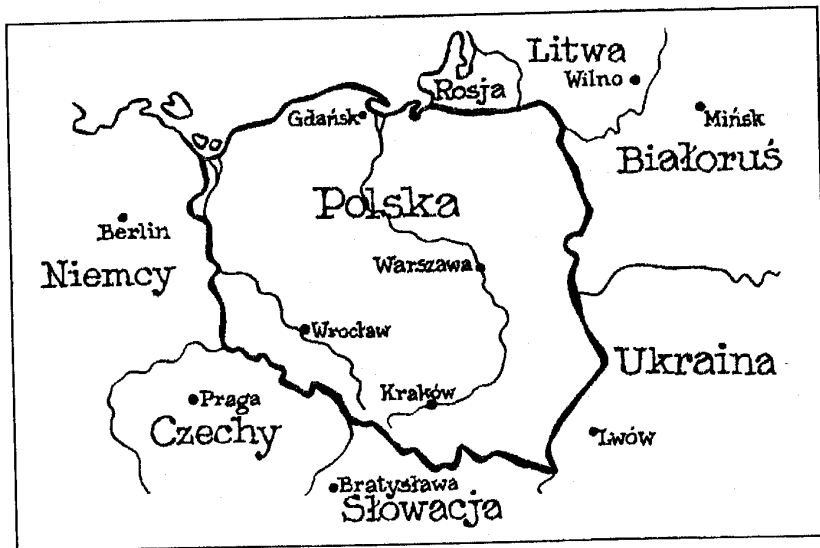 Litwa
Wilno
Rosja
Gdańsk
Mińsk
Białoruś
Polska
Berlin
Niemcy
Warszawa
Wrocław
Ukraina
Kraków
Praga
Czechy
Lwów
Bratysława
Słowacja